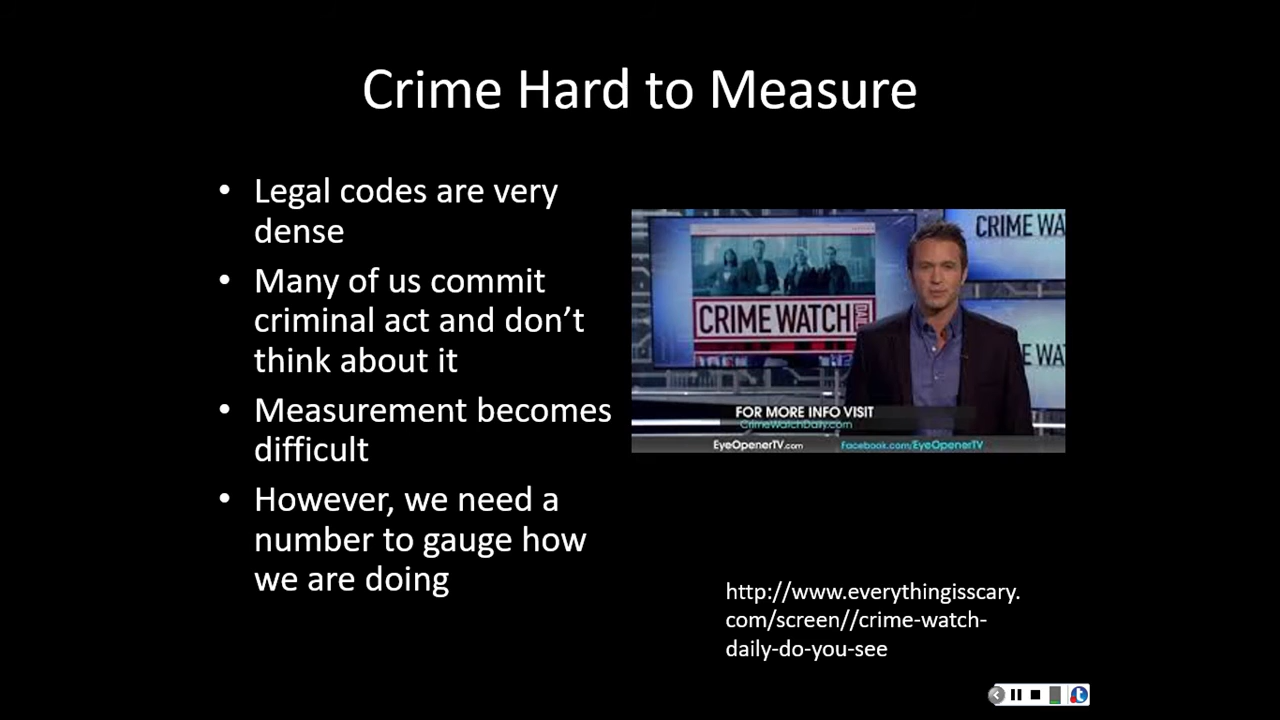 Crime Hard to Measure
• Legal codes are very
dense
• Many of us commit
criminal act and don’t
think about it
• Measurement becomes
difficult
• However, we need a
number to gauge how
we are doing
CRIME WA
CRIME WATCH
DAILY
E WA
FOR MORE INFO VISIT
CrimeWatchDaily.com
EyeOpenerTV.com
Facebook.com/EyeOpenerTV
http://www.everythingisscary.
com/screen//crime-watch-
daily-do-you-see